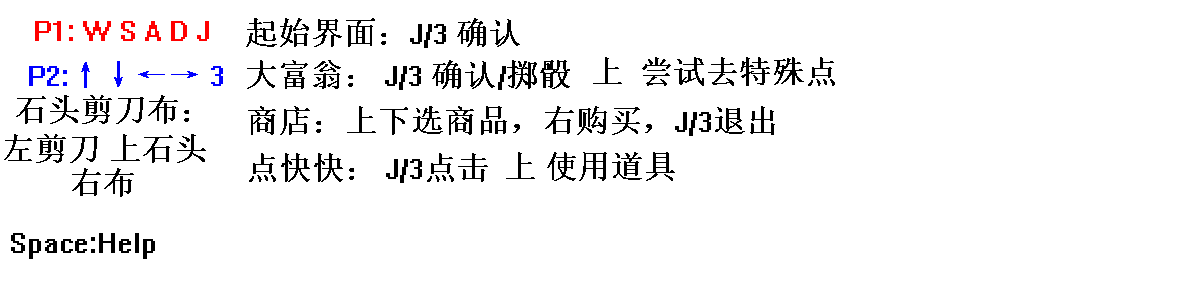 P1: W S A D J
P2: ↑ ↓ ← → 3
石头剪刀布：
左剪刀 上石头
右布
起始界面：J/3 确认
大富翁： J/3 确认/掷骰 上 尝试去特殊点
商店：上下选商品，右购买，J/3退出
点快快： J/3点击 上 使用道具
Space:Help